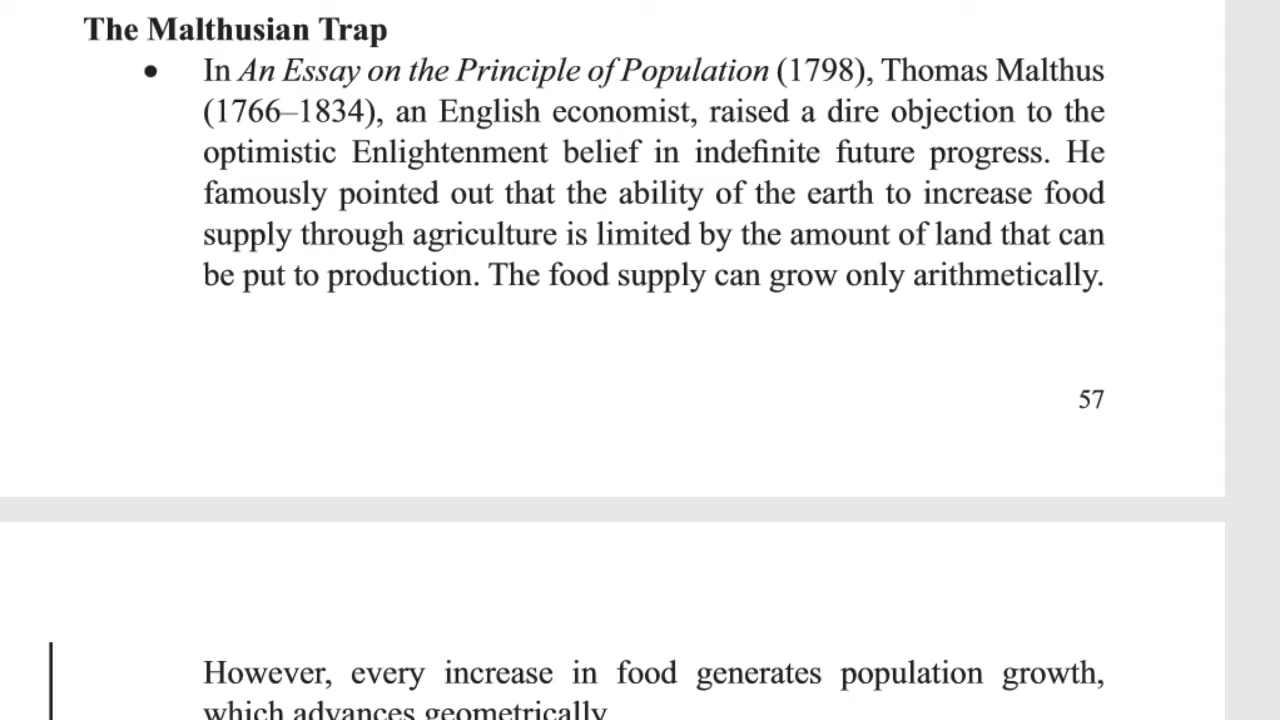 The Malthusian Trap
• In An Essay on the Principle of Population (1798), Thomas Malthus
(1766–1834), an English economist, raised a dire objection to the
optimistic Enlightenment belief in indefinite future progress. He
famously pointed out that the ability of the earth to increase food
supply through agriculture is limited by the amount of land that can
be put to production. The food supply can grow only arithmetically.
57
However, every increase in food generates population growth,
which advances geometrically.